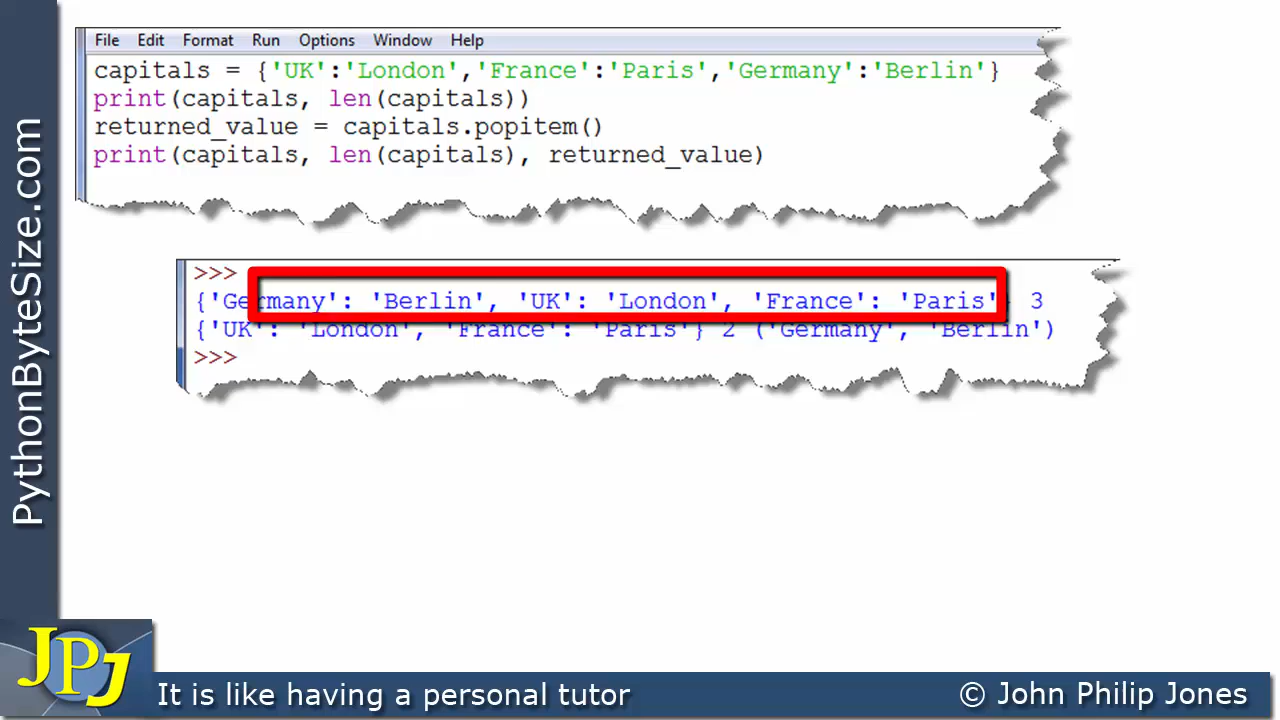 File Edit Format Run Options Window Help
capitals = {'UK':'London','France':'Paris','Germany':'Berlin'}
print(capitals, len(capitals))
returned_value = capitals.popitem()
print(capitals, len(capitals), returned_value)
>>>
{'Germany': 'Berlin', 'UK': 'London', 'France': 'Paris'} 3
{'UK': 'London', 'France': 'Paris'} 2 ('Germany', 'Berlin')
>>>
PythonByteSize.com
JPJ
It is like having a personal tutor
© John Philip Jones